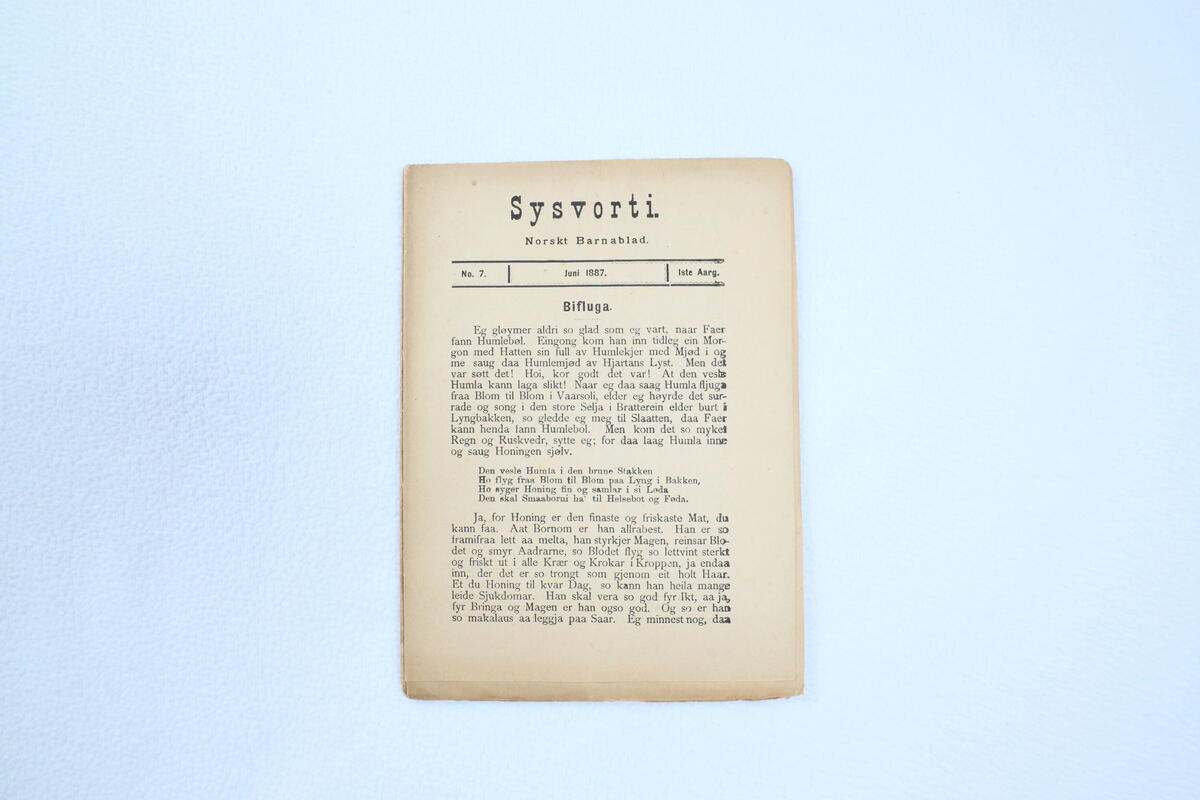 Sysvorti.
Norskt Barnablad.
No. 7. Juni 1887. 1ste Aarg.
Bifluga.
Eg gløymer aldri so glad som eg vart, naar Faer
fann Humlebøl. Eingong kom han inn tidleg ein Mor-
gon med Hatten sin full av Humlekjer med Mjød i og
me saug daa Humlemjød av Hjartans Lyst. Men det
var søtt det! Hoi, kor godt det var! At den vesle
Humla kann laga slikt! Naar eg daa saag Humla fljuga
fraa Blom til Blom i Vaarsoli, elder eg høyrde det sur-
rade og song i den store Selja i Bratterein elder burt i
Lyngbakken, so gledde eg meg til Slaatten, daa Faer
kann henda fann Humlebol. Men kom det so myket
Regn og Ruskvedr, sytte eg; for daa laag Humla inne
og saug Honingen sjølv.
Den vesle Humla i den brune Stakken
Ho flyg fraa Blom til Blom paa Lyng i Bakken,
Ho syger Honing fin og samlar i si Løda
Den skal Smaaborni ha' til Helsebot og Føda.
Ja, for Honing er den finaste og friskaste Mat, du
kann faa. Aat Bornom er han allrabest. Han er so
framifraa lett aa melta, han styrkjer Magen, reinsar Blo-
det og smyr Aadrarne, so Blodet flyg so lettvint sterkt
og friskt ut i alle Krær og Krokar i Kroppen, ja endaa
inn, der det er so trongt som gjenom eit holt Haar.
Et du Honing til kvar Dag, so kann han heila mange
leide Sjukdomar. Han skal vera so god fyr Ikt, aa ja,
fyr Bringa og Magen er han ogso god. Og so er han
so makalaus aa leggja paa Saar. Eg minnest nog, daa